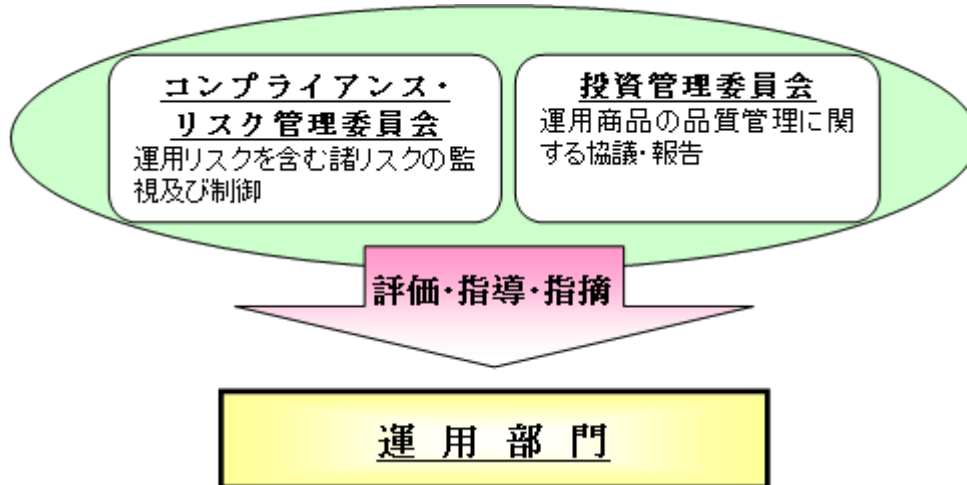 コンプライアンス・
リスク管理委員会
運用リスクを含む諸リスクの監
視及び制御
投資管理委員会
運用商品の品質管理に関
する協議・報告
評価・指導・指摘
運用部門